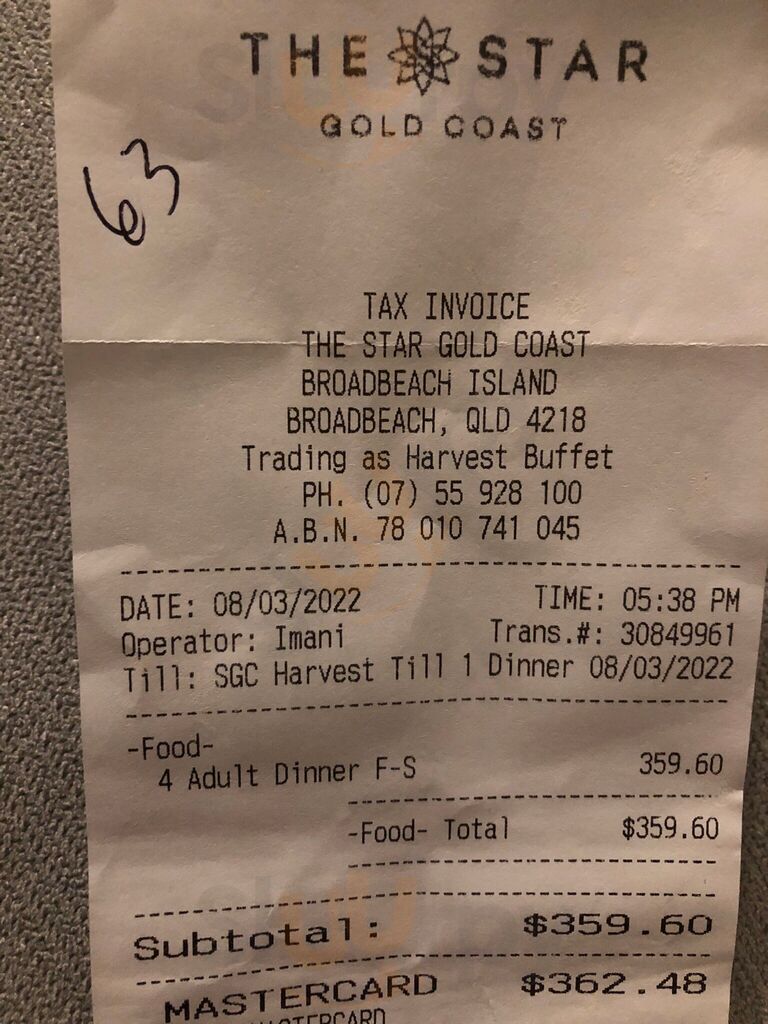 THE STAR
GOLD COAST
63
TAX INVOICE
THE STAR GOLD COAST
BROADBEACH ISLAND
BROADBEACH, QLD 4218
Trading as Harvest Buffet
PH. (07) 55 928 100
A.B.N. 78 010 741 045
DATE: 08/03/2022 TIME: 05:38 PM
Operator: Imani Trans.#: 30849961
Till: SGC Harvest Till 1 Dinner 08/03/2022
-Food-
4 Adult Dinner F-S 359.60
-Food- Total $359.60
Subtotal: $359.60
MASTERCARD $362.48
MASTERCARD